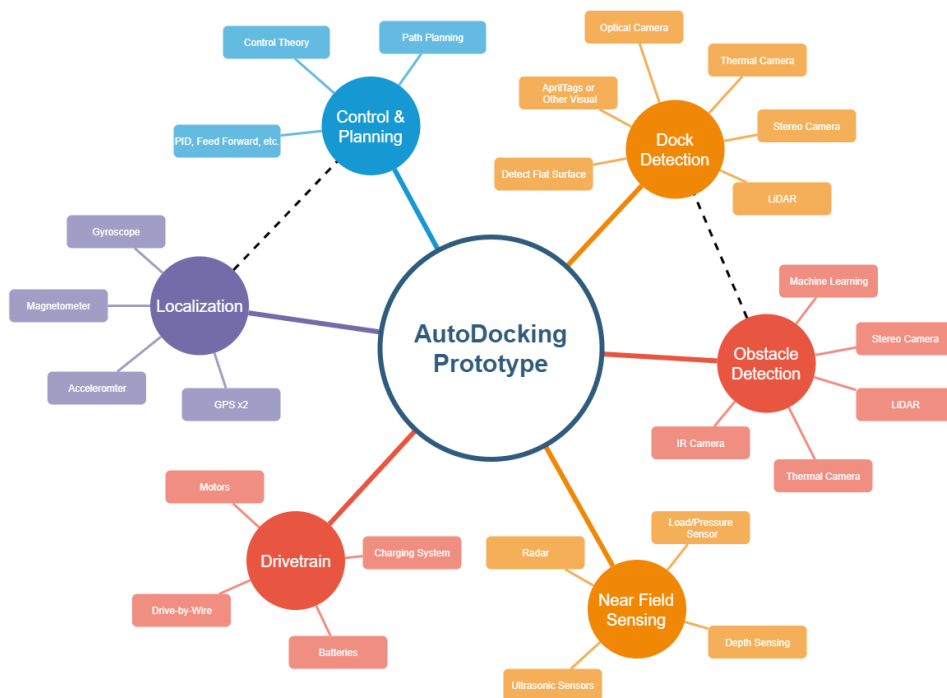 Optical Camera
Path Planning
Control Theory
Thermal Camera
AprilTags or
Other Visual
Control &
Planning
Stereo Camera
PID, Feed Forward, etc.
Dock
Detection
Detect Flat Surface
LiDAR
Gyroscope
Machine Learning
Magnetometer
Localization
AutoDocking
Prototype
Stereo Camera
Obstacle
Detection
Acceleromter
GPS x2
LiDAR
IR Camera
Thermal Camera
Motors
Load/Pressure
Sensor
Radar
Charging System
Drivetrain
Drive-by-Wire
Near Field
Sensing
Depth Sensing
Batteries
Ultrasonic Sensors